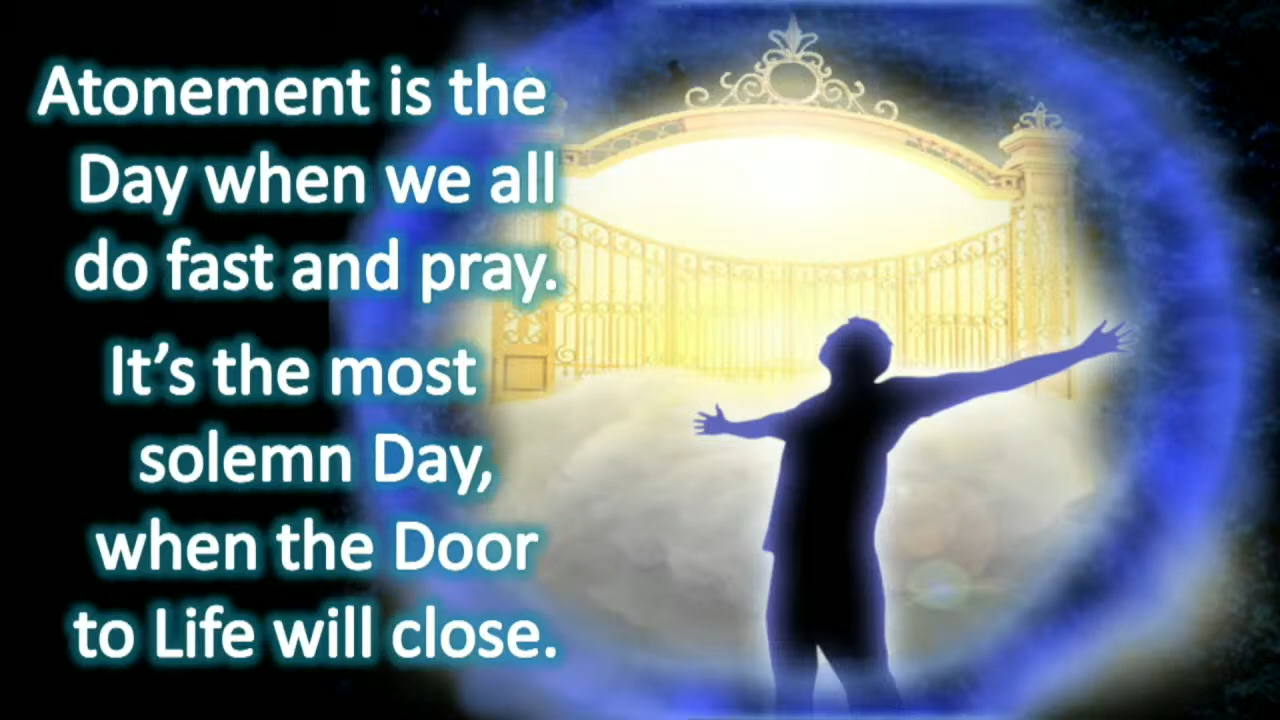 Atonement is the
Day when we all
do fast and pray.
It’s the most
solemn Day,
when the Door
to Life will close.